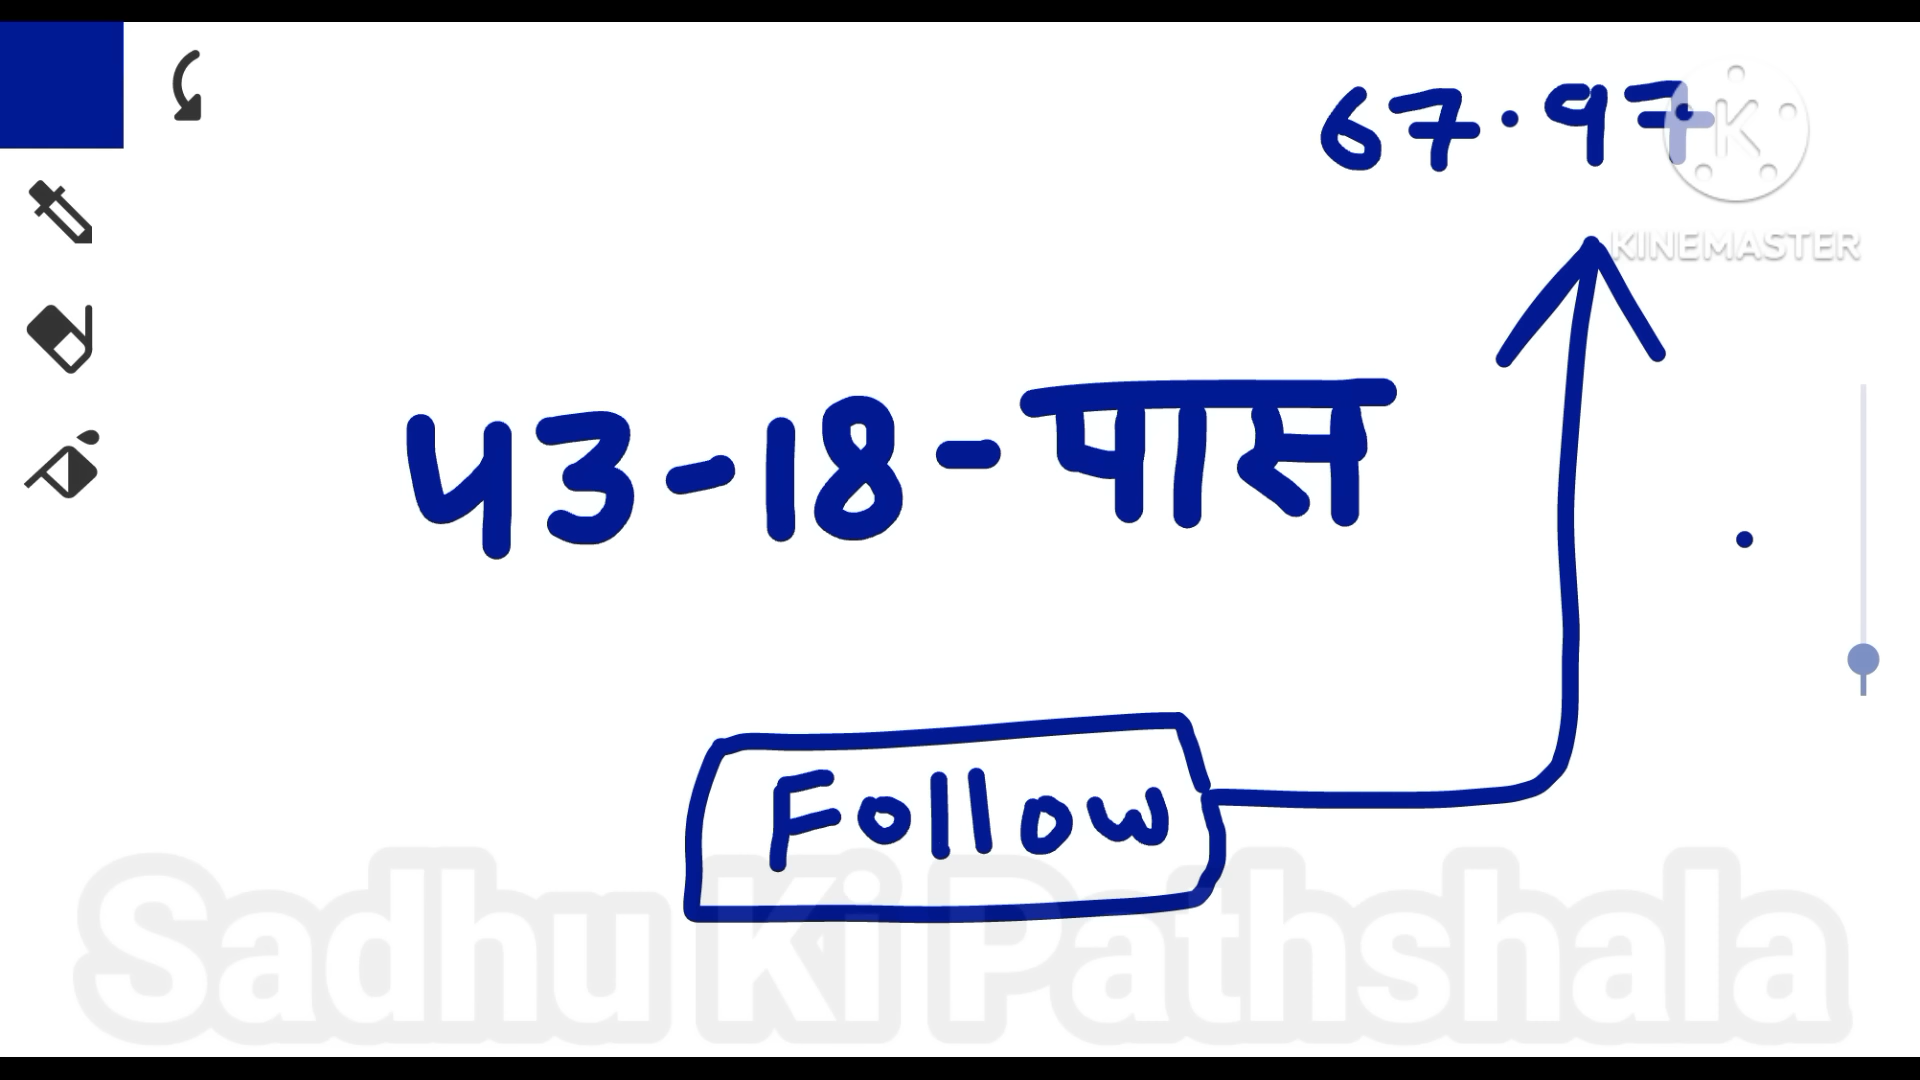 67.97
KINEMASTER
43-18-पास
Follow
Sadhu Ki Pathshala